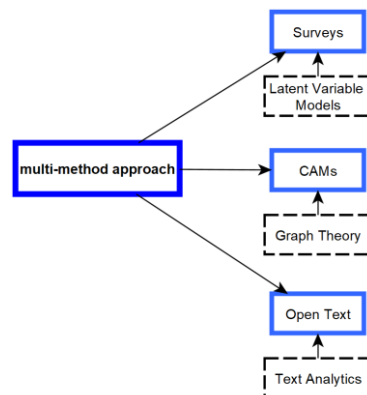 Surveys
Latent Variable
Models
multi-method approach
CAMs
Graph Theory
Open Text
Text Analytics